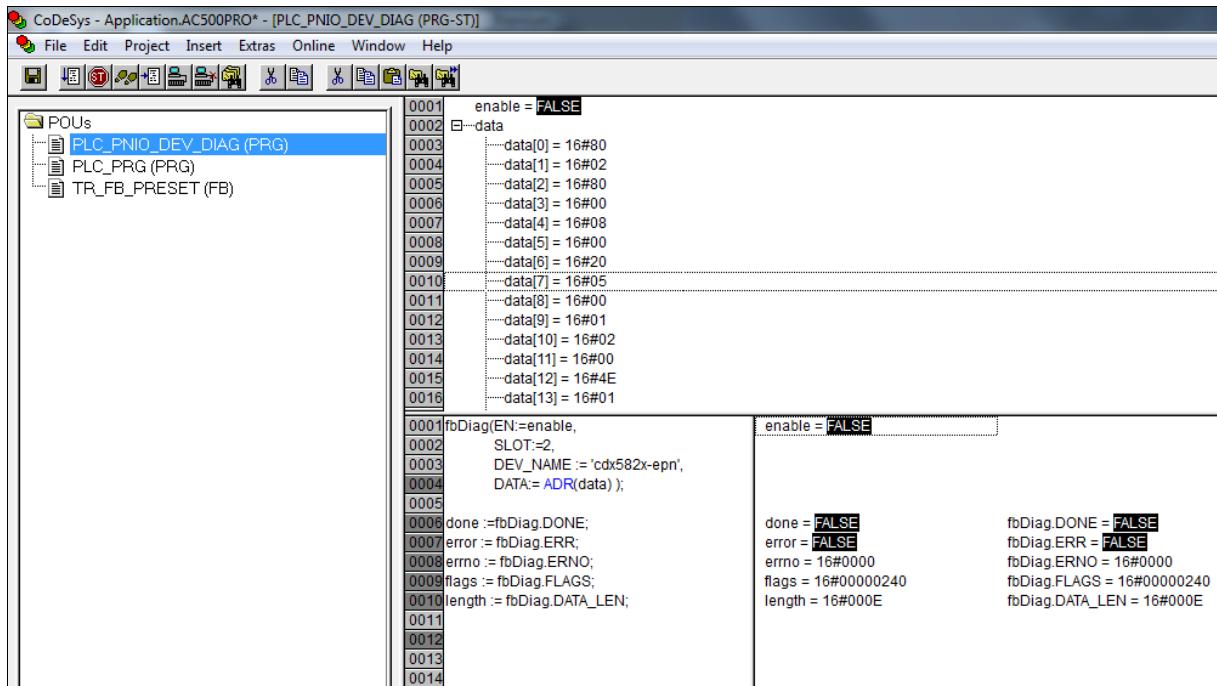 CoDeSys - Application.AC500PRO* - [PLC_PNIO_DEV_DIAG (PRG-ST)]
File Edit Project Insert Extras Online Window Help
POUs
PLC_PNIO_DEV_DIAG (PRG)
PLC_PRG (PRG)
TR_FB_PRESET (FB)
0001 enable = FALSE
0002 data
0003 data[0] = 16#80
0004 data[1] = 16#02
0005 data[2] = 16#80
0006 data[3] = 16#00
0007 data[4] = 16#08
0008 data[5] = 16#00
0009 data[6] = 16#20
0010 data[7] = 16#05
0011 data[8] = 16#00
0012 data[9] = 16#01
0013 data[10] = 16#02
0014 data[11] = 16#00
0015 data[12] = 16#4E
0016 data[13] = 16#01
0001 fbDiag(EN:=enable, enable = FALSE
0002 SLOT:=2,
0003 DEV_NAME := 'cdx582x-epn',
0004 DATA:= ADR(data) );
0005
0006 done :=fbDiag.DONE; done = FALSE fbDiag.DONE = FALSE
0007 error := fbDiag.ERR; error = FALSE fbDiag.ERR = FALSE
0008 errno := fbDiag.ERNO; errno = 16#0000 fbDiag.ERNO = 16#0000
0009 flags := fbDiag.FLAGS; flags = 16#00000240 fbDiag.FLAGS = 16#00000240
0010 length := fbDiag.DATA_LEN; length = 16#000E fbDiag.DATA_LEN = 16#000E
0011
0012
0013
0014